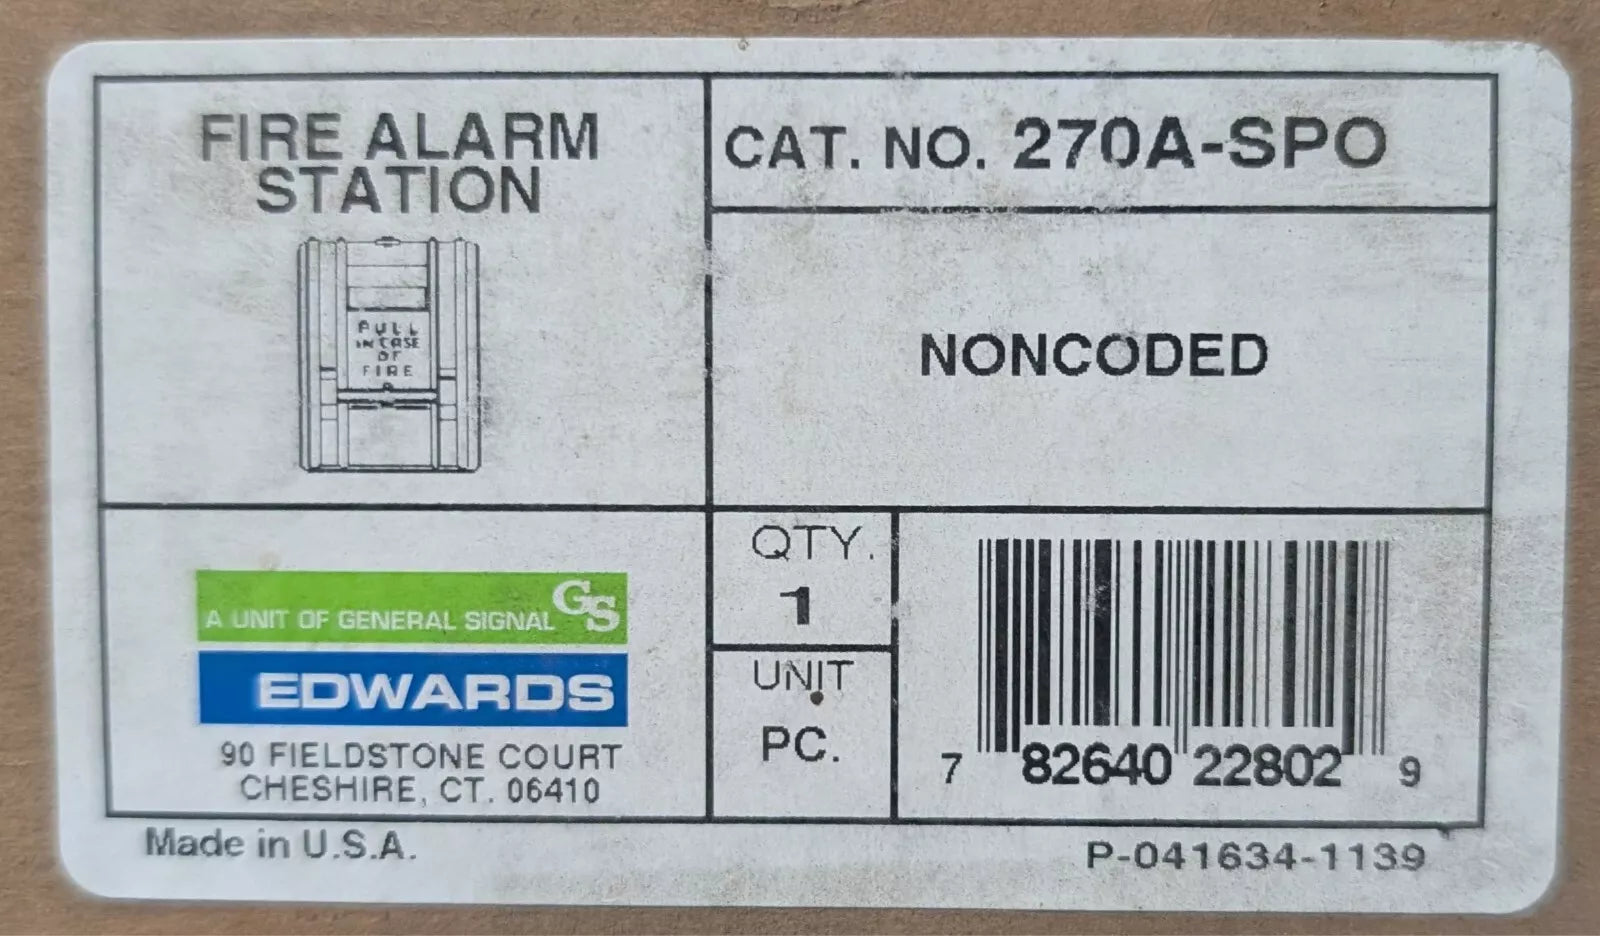 FIRE ALARM
STATION
PULL
IN CASE
OF
FIRE
CAT. NO. 270A-SPO
NONCODED
A UNIT OF GENERAL SIGNAL GS
EDWARDS
90 FIELDSTONE COURT
CHESHIRE, CT. 06410
QTY.
1
UNIT
PC.
7 82640 22802 9
Made in U.S.A.
P-041634-1139